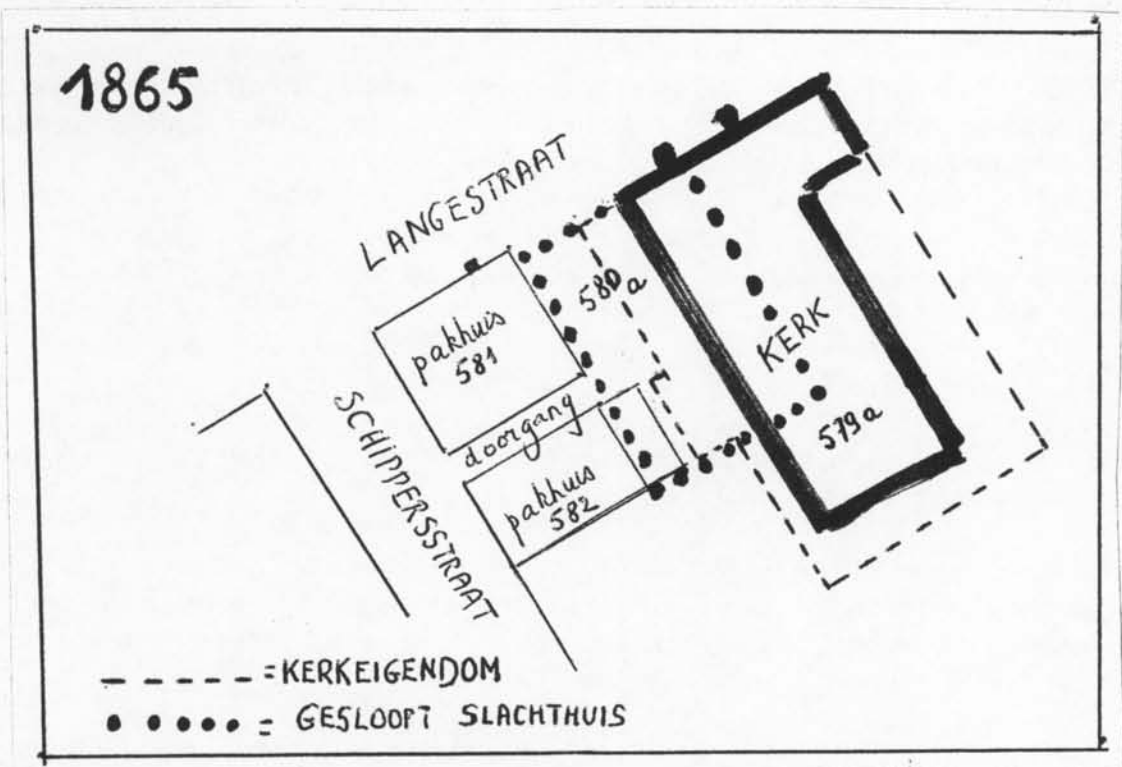 1865
LANGESTRAAT
580 a
pakhuis
581
KERK
SCHIPPERSSTRAAT
doorgang
579a
pakhuis
582
= KERKEIGENDOM
= GESLOOPT SLACHTHUIS